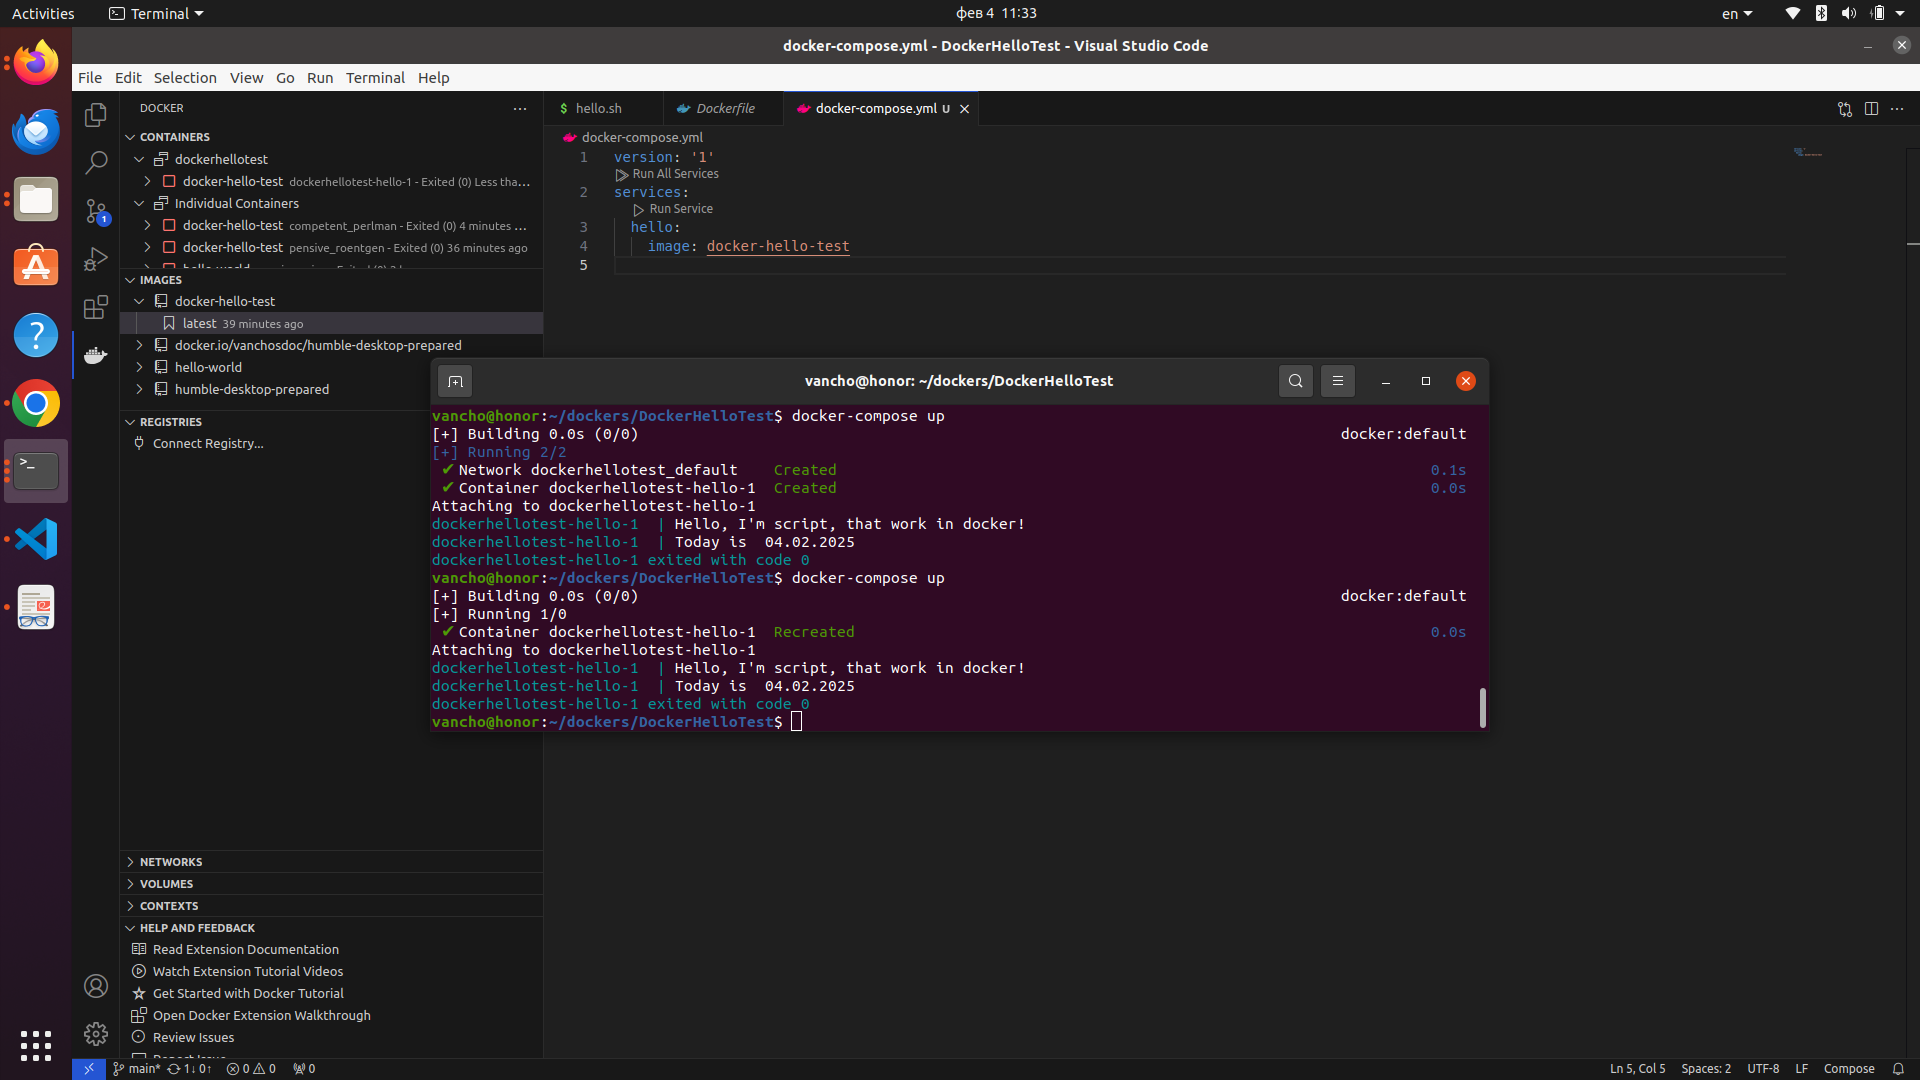 Activities
Terminal
фев 4 11:33
en
docker-compose.yml - DockerHelloTest - Visual Studio Code
File Edit Selection View Go Run Terminal Help
DOCKER
hello.sh
Dockerfile
docker-compose.yml U
CONTAINERS
dockerhellotest
docker-hello-test dockerhellotest-hello-1 - Exited (0) Less tha...
Individual Containers
docker-hello-test competent_perlman - Exited (0) 4 minutes ...
docker-hello-test pensive_roentgen - Exited (0) 36 minutes ago
IMAGES
docker-hello-test
latest 39 minutes ago
docker.io/vanchosdoc/humble-desktop-prepared
hello-world
humble-desktop-prepared
REGISTRIES
Connect Registry...
NETWORKS
VOLUMES
CONTEXTS
HELP AND FEEDBACK
Read Extension Documentation
Watch Extension Tutorial Videos
Get Started with Docker Tutorial
Open Docker Extension Walkthrough
Review Issues
docker-compose.yml
1 version: '1'
Run All Services
2 services:
Run Service
3 hello:
4 image: docker-hello-test
5
vancho@honor: ~/dockers/DockerHelloTest
vancho@honor:~/dockers/DockerHelloTest$ docker-compose up
[+] Building 0.0s (0/0) docker:default
[+] Running 2/2
✔ Network dockerhellotest_default Created 0.1s
✔ Container dockerhellotest-hello-1 Created 0.0s
Attaching to dockerhellotest-hello-1
dockerhellotest-hello-1 | Hello, I'm script, that work in docker!
dockerhellotest-hello-1 | Today is 04.02.2025
dockerhellotest-hello-1 exited with code 0
vancho@honor:~/dockers/DockerHelloTest$ docker-compose up
[+] Building 0.0s (0/0) docker:default
[+] Running 1/0
✔ Container dockerhellotest-hello-1 Recreated 0.0s
Attaching to dockerhellotest-hello-1
dockerhellotest-hello-1 | Hello, I'm script, that work in docker!
dockerhellotest-hello-1 | Today is 04.02.2025
dockerhellotest-hello-1 exited with code 0
vancho@honor:~/dockers/DockerHelloTest$
main* 1↓ 0↑ 0 0 0
Ln 5, Col 5 Spaces: 2 UTF-8 LF Compose